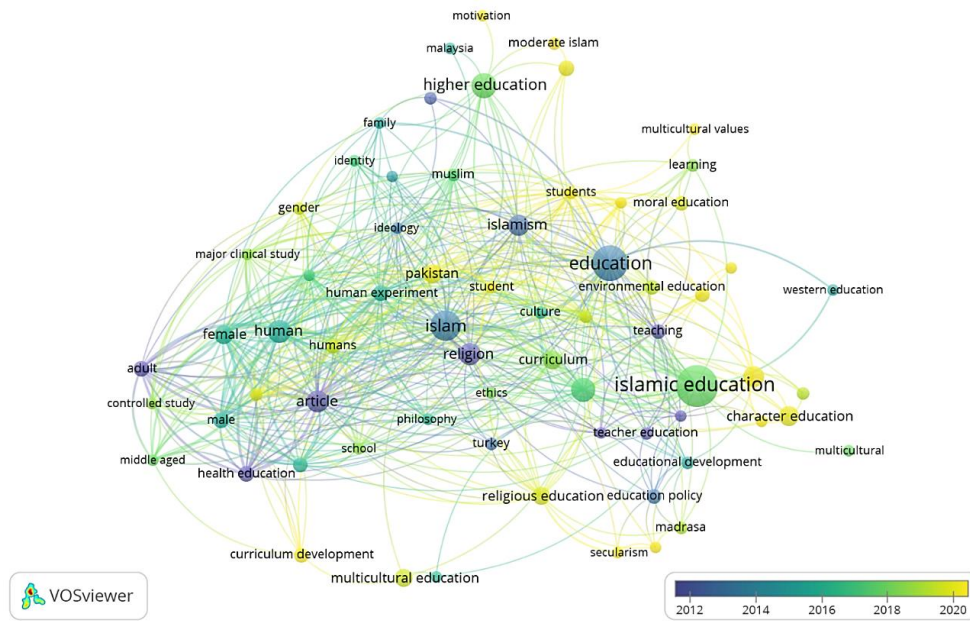 motivation
malaysia
moderate islam
higher education
family
multicultural values
identity
muslim
learning
students
moral education
gender
ideology
islamism
major clinical study
pakistan
education
human experiment
student
environmental education
western education
culture
female
human
islam
teaching
humans
religion
curriculum
adult
islamic education
controlled study
article
ethics
male
philosophy
character education
teacher education
middle aged
school
turkey
multicultural
health education
educational development
religious education
education policy
madrasa
curriculum development
secularism
multicultural education
VOSviewer
2012 2014 2016 2018 2020